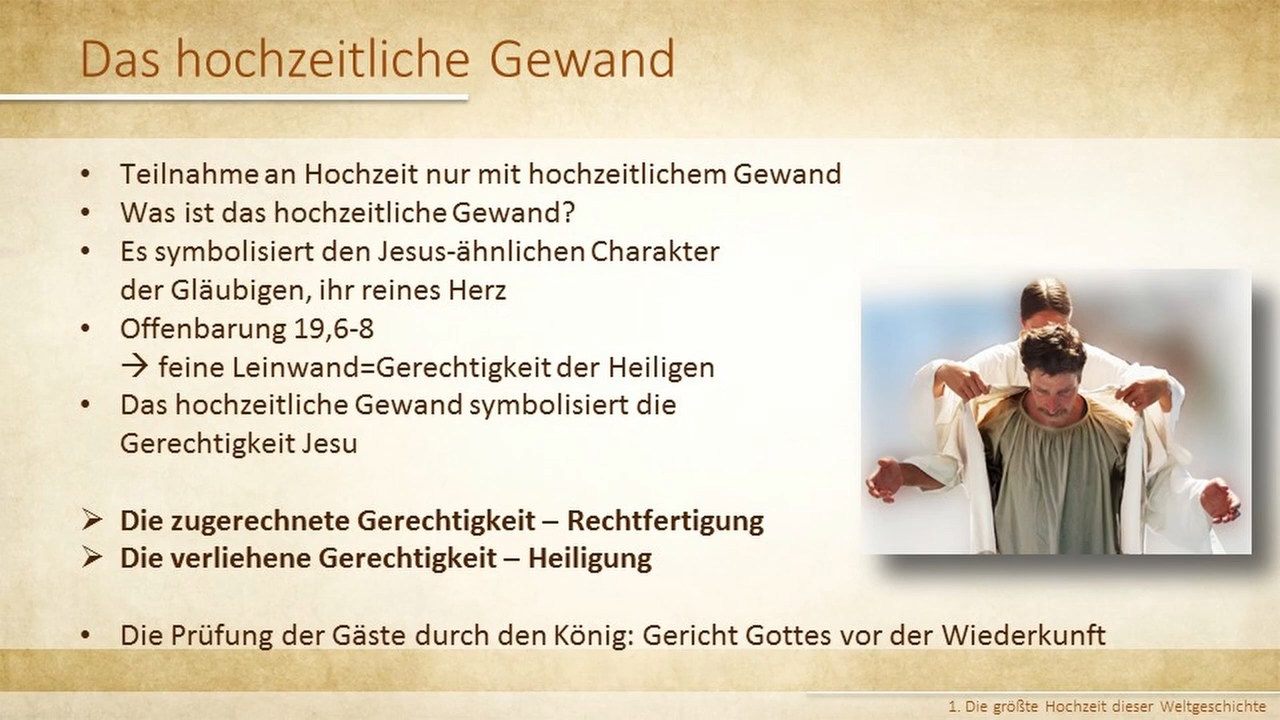 Das hochzeitliche Gewand
• Teilnahme an Hochzeit nur mit hochzeitlichem Gewand
• Was ist das hochzeitliche Gewand?
• Es symbolisiert den Jesus-ähnlichen Charakter
der Gläubigen, ihr reines Herz
• Offenbarung 19,6-8
→ feine Leinwand=Gerechtigkeit der Heiligen
• Das hochzeitliche Gewand symbolisiert die
Gerechtigkeit Jesu
➢ Die zugerechnete Gerechtigkeit – Rechtfertigung
➢ Die verliehene Gerechtigkeit – Heiligung
• Die Prüfung der Gäste durch den König: Gericht Gottes vor der Wiederkunft
1. Die größte Hochzeit dieser Weltgeschichte